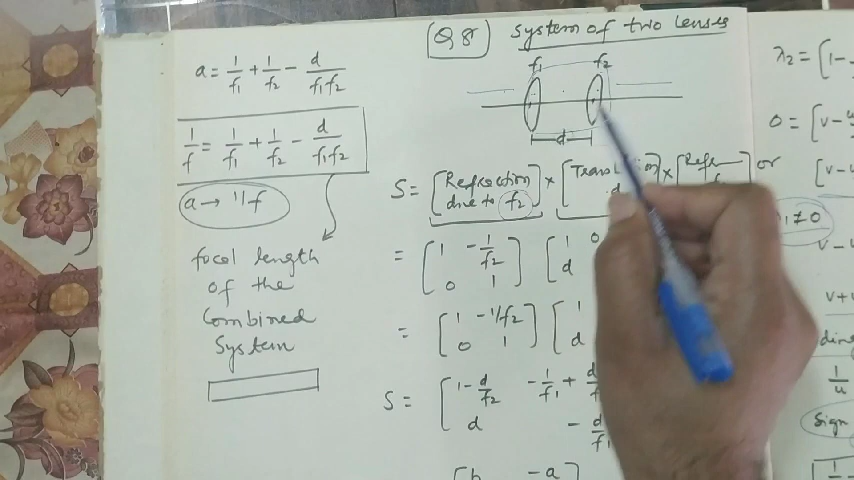 Q 8 System of two lenses
a = 1/f₁ + 1/f₂ - d/f₁f₂
1/f = 1/f₁ + 1/f₂ - d/f₁f₂
a → 1/f
focal length
of the
Combined
System
f₁ f₂
d
S = [Refraction due to f₂] × [d] × [Refr
= [1 -1/f₂
0 1] [1 0
d
= [1 -1/f₂
0 1] [1
d
S = [1 - d/f₂ -1/f₁ +
d - d/f₁
[b -a]
or
λ₂ = [1 -
0 = [v -
[v -
≠ 0
v -
v +
1/u
Sign